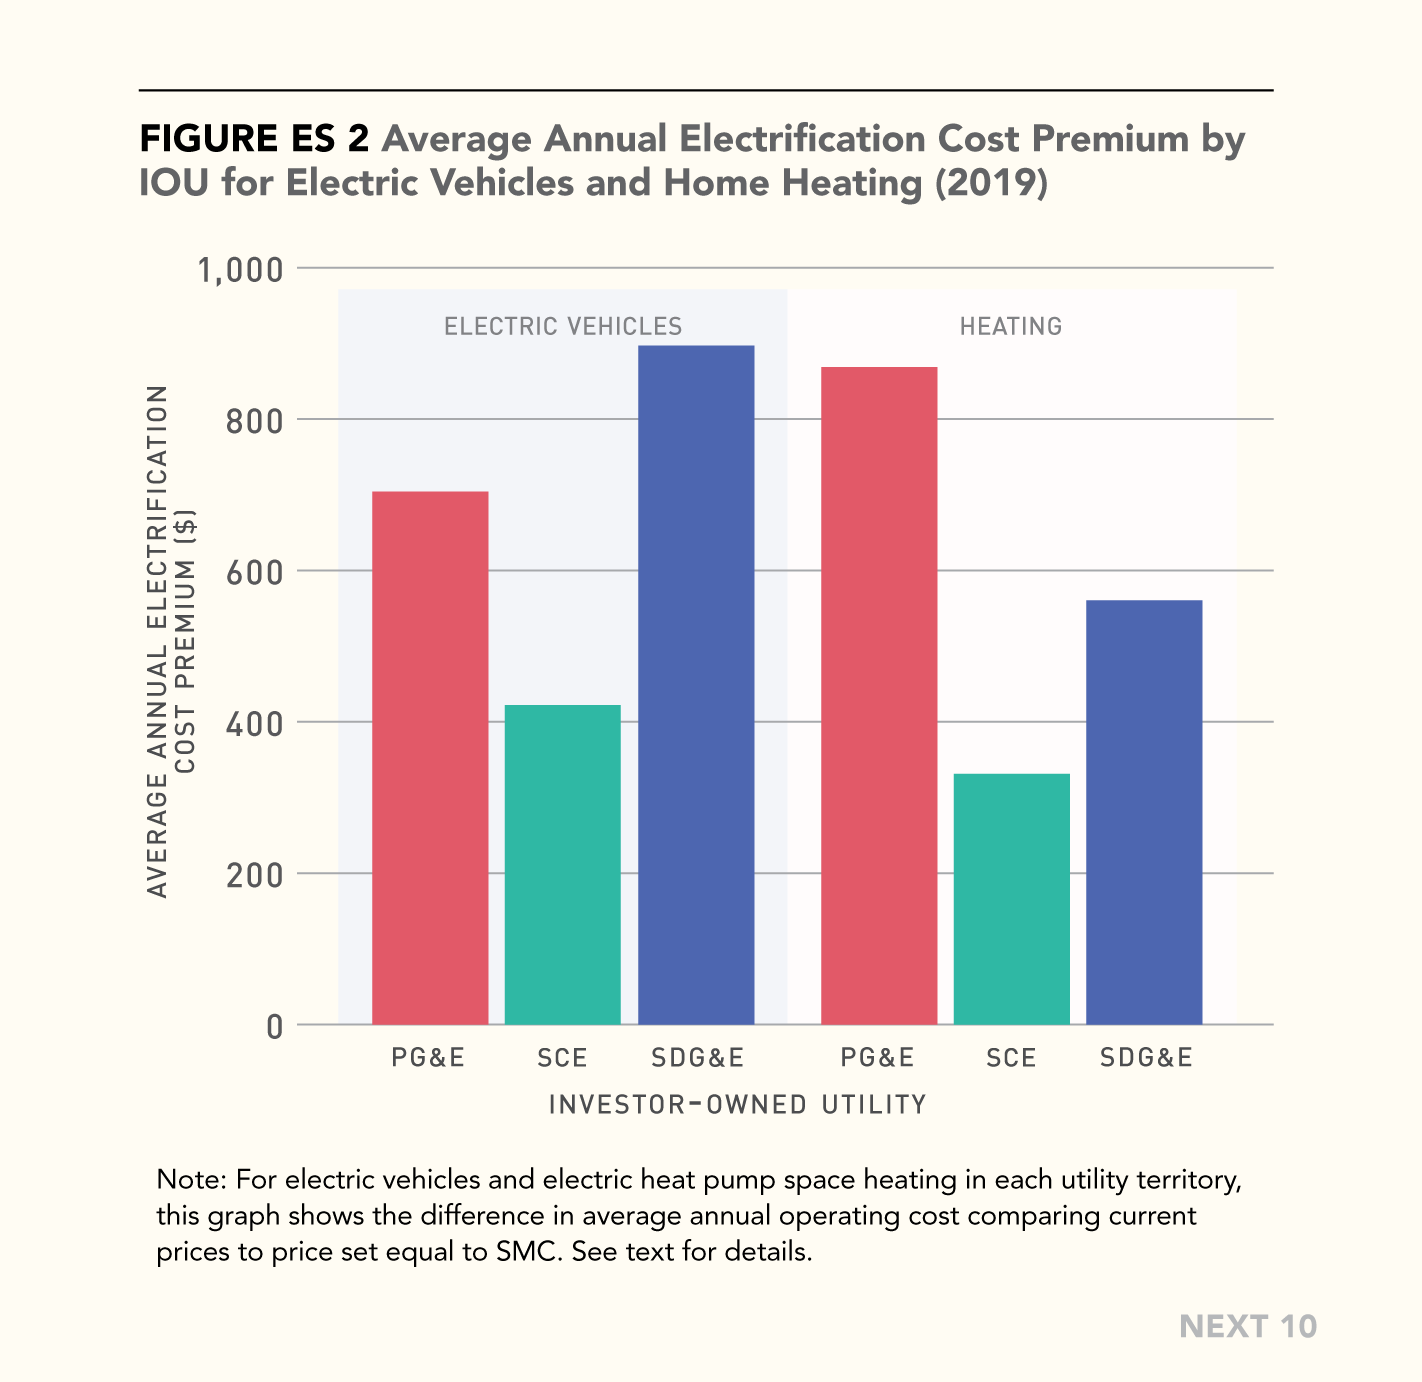 FIGURE ES 2 Average Annual Electrification Cost Premium by
IOU for Electric Vehicles and Home Heating (2019)
1,000
800
600
400
200
0
AVERAGE ANNUAL ELECTRIFICATION
COST PREMIUM ($)
ELECTRIC VEHICLES
HEATING
PG&E
SCE
SDG&E
PG&E
SCE
SDG&E
INVESTOR-OWNED UTILITY
Note: For electric vehicles and electric heat pump space heating in each utility territory,
this graph shows the difference in average annual operating cost comparing current
prices to price set equal to SMC. See text for details.
NEXT 10